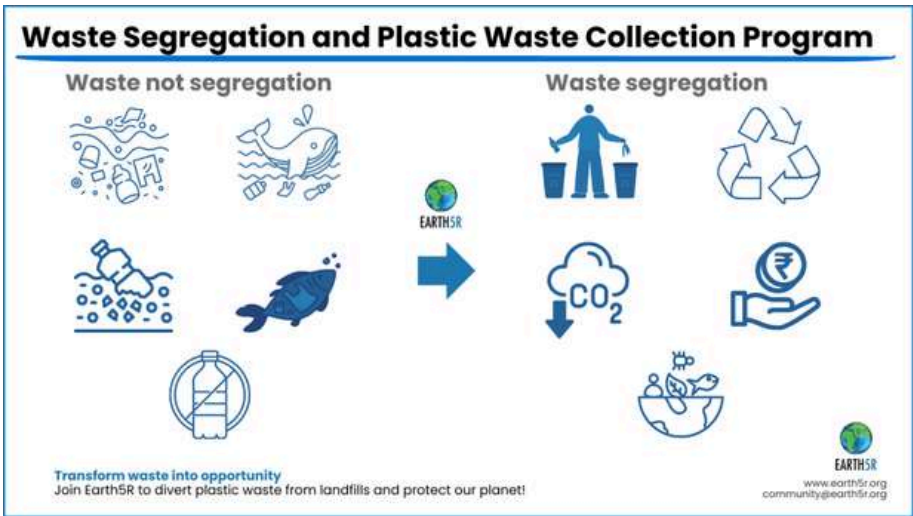 Waste Segregation and Plastic Waste Collection Program
Waste not segregation
Waste segregation
EARTH5R
CO2
₹
Transform waste into opportunity
Join Earth5R to divert plastic waste from landfills and protect our planet!
EARTH5R
www.earth5r.org
community@earth5r.org